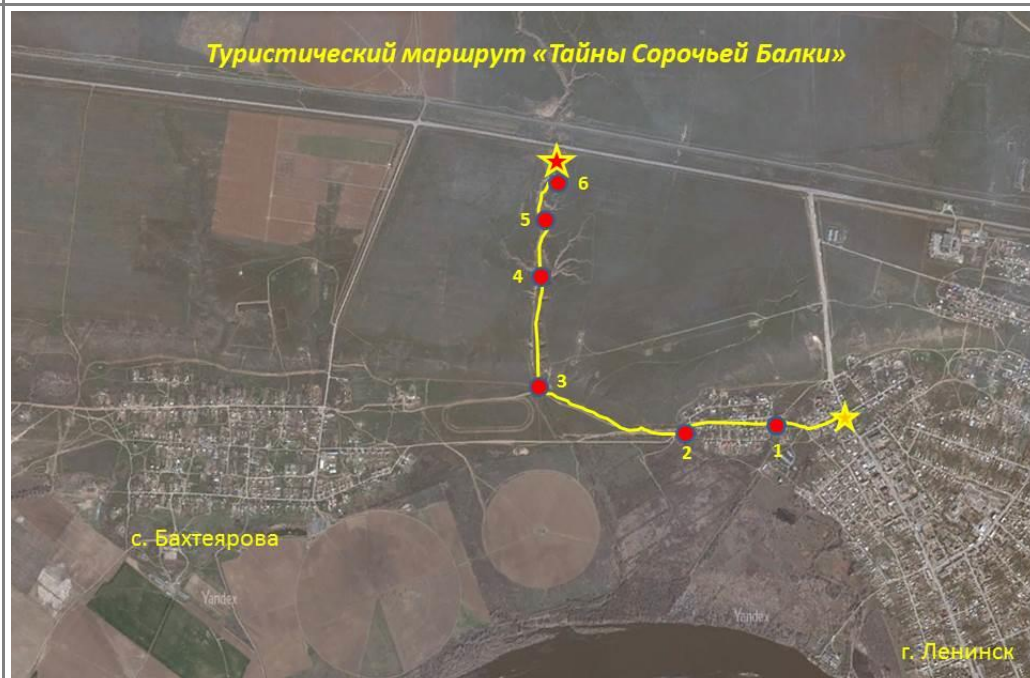 Туристический маршрут «Тайны Сорочьей Балки»
6
5
4
3
2
1
с. Бахтеярова
Yandex
Yandex
г. Ленинск